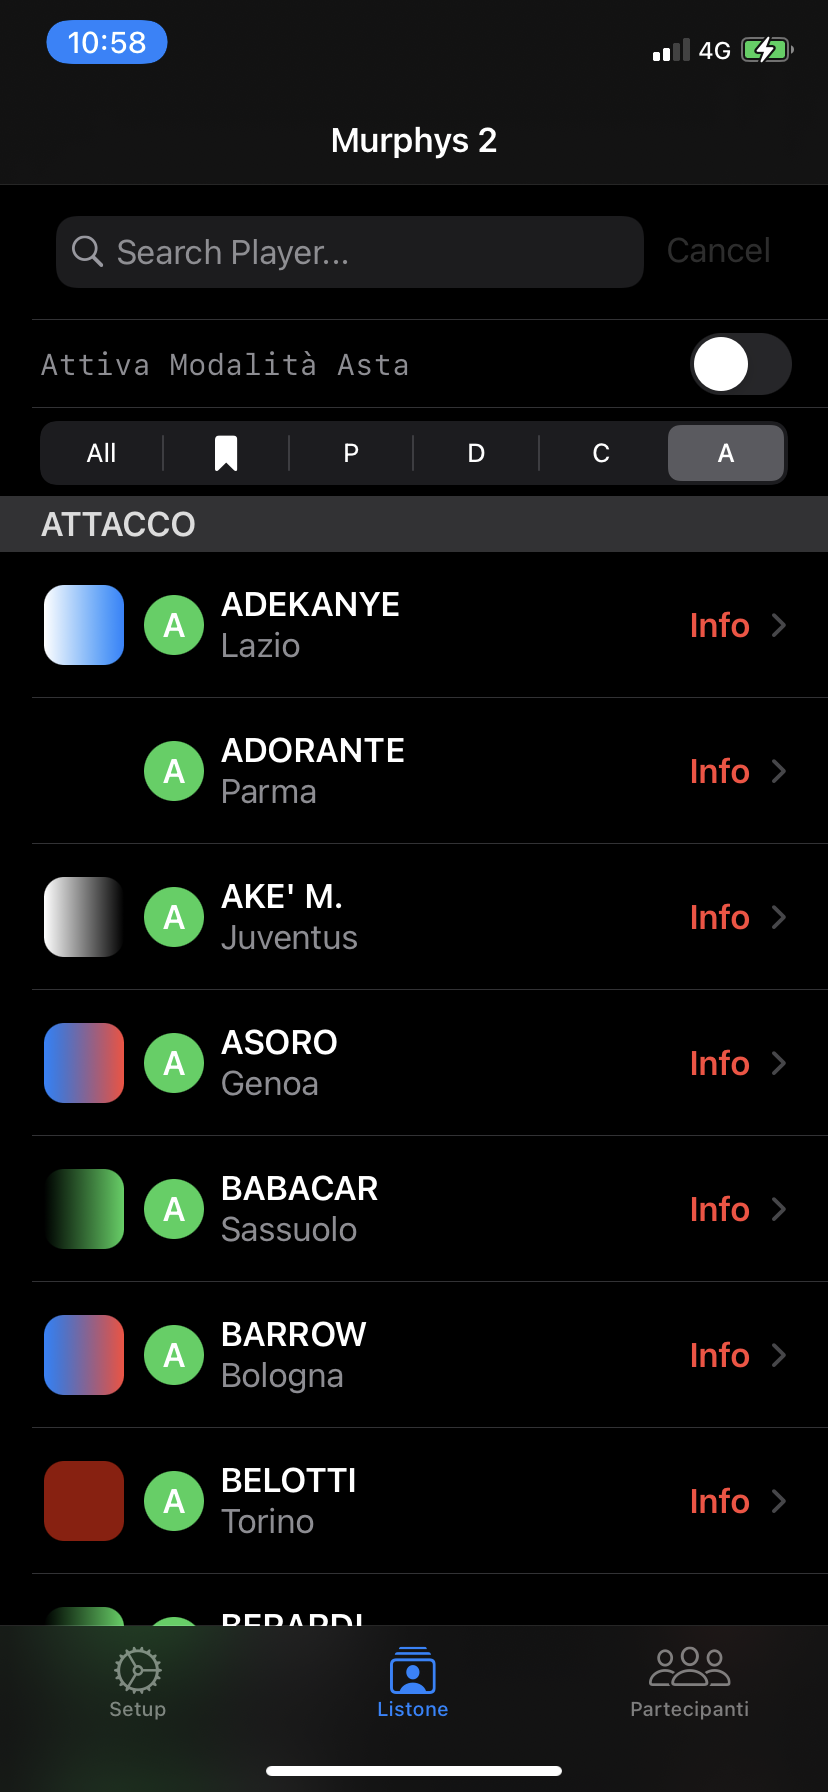 10:58
4G
Murphys 2
Search Player...
Cancel
Attiva Modalità Asta
All
P
D
C
A
ATTACCO
A
ADEKANYE
Lazio
Info
A
ADORANTE
Parma
Info
A
AKE' M.
Juventus
Info
A
ASORO
Genoa
Info
A
BABACAR
Sassuolo
Info
A
BARROW
Bologna
Info
A
BELOTTI
Torino
Info
BERARDI
Setup
Listone
Partecipanti